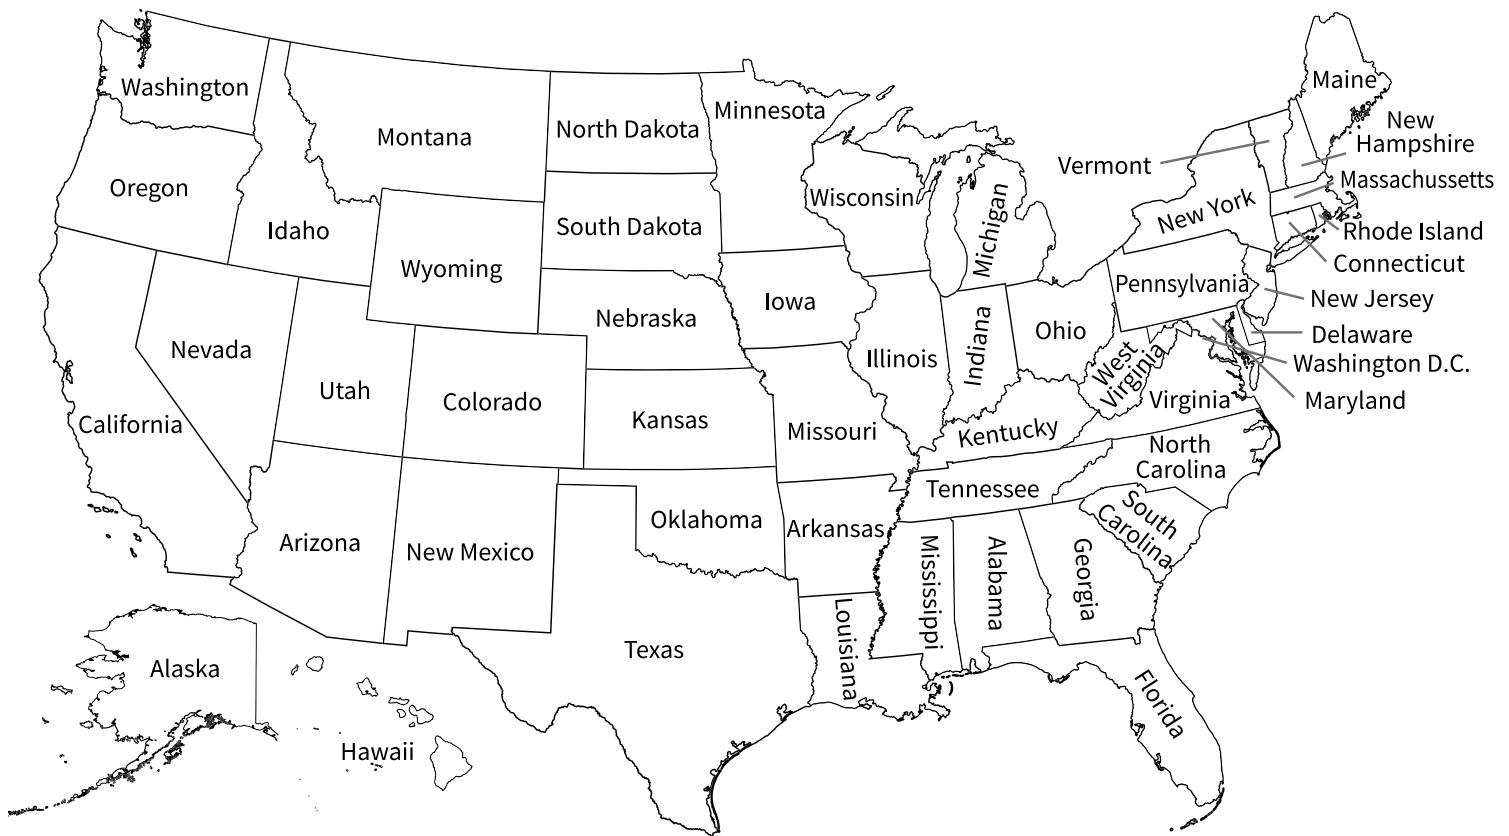 Washington
Oregon
California
Nevada
Idaho
Montana
Wyoming
Utah
Arizona
Colorado
New Mexico
North Dakota
South Dakota
Nebraska
Kansas
Oklahoma
Texas
Minnesota
Iowa
Missouri
Arkansas
Louisiana
Wisconsin
Illinois
Michigan
Indiana
Ohio
Kentucky
Tennessee
Mississippi
Alabama
Georgia
Florida
South
Carolina
North
Carolina
Virginia
West
Virginia
Pennsylvania
New York
Vermont
Maine
New
Hampshire
Massachussetts
Rhode Island
Connecticut
New Jersey
Delaware
Washington D.C.
Maryland
Alaska
Hawaii